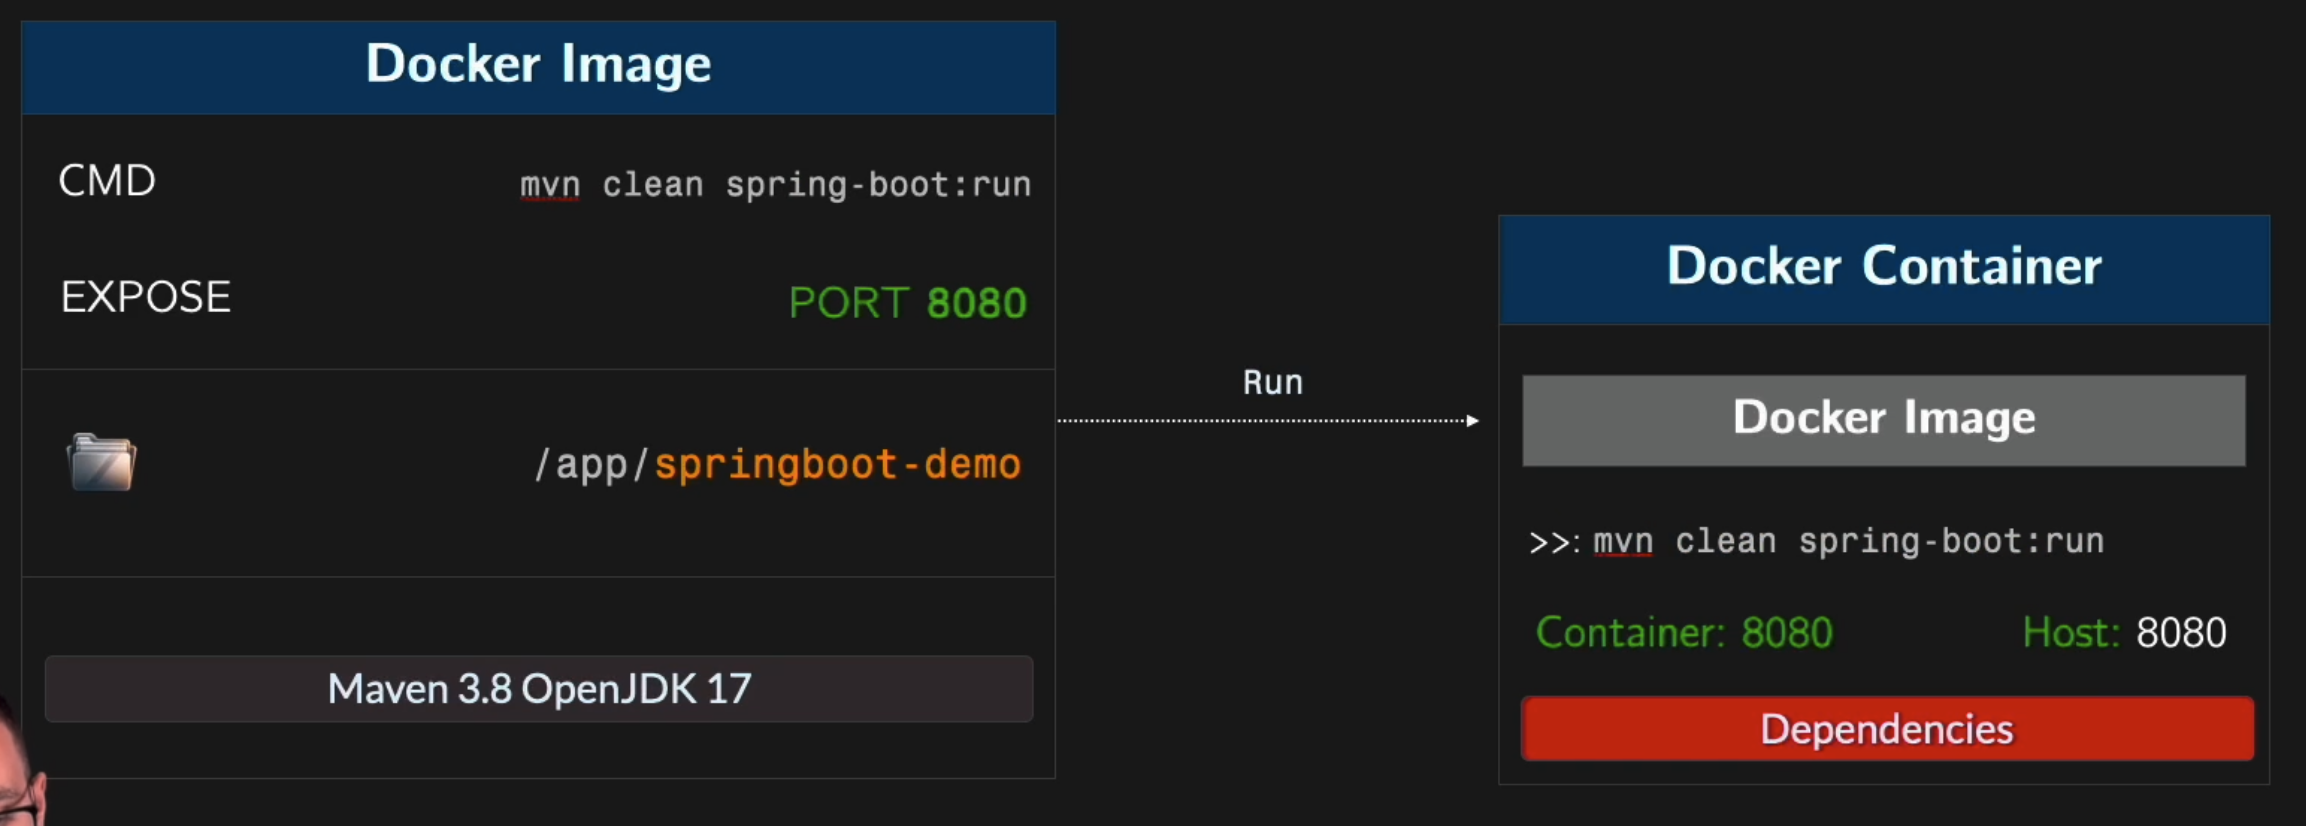 Docker Image
CMD mvn clean spring-boot:run
EXPOSE PORT 8080
/app/springboot-demo
Maven 3.8 OpenJDK 17
Run
Docker Container
Docker Image
>>: mvn clean spring-boot:run
Container: 8080 Host: 8080
Dependencies